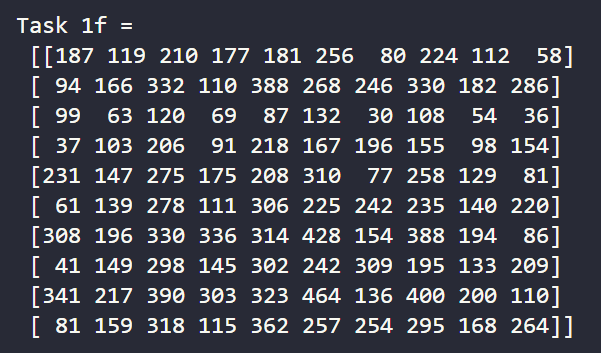 Task 1f =
[[187 119 210 177 181 256  80 224 112  58]
[ 94 166 332 110 388 268 246 330 182 286]
[ 99  63 120  69  87 132  30 108  54  36]
[ 37 103 206  91 218 167 196 155  98 154]
[231 147 275 175 208 310  77 258 129  81]
[ 61 139 278 111 306 225 242 235 140 220]
[308 196 330 336 314 428 154 388 194  86]
[ 41 149 298 145 302 242 309 195 133 209]
[341 217 390 303 323 464 136 400 200 110]
[ 81 159 318 115 362 257 254 295 168 264]]